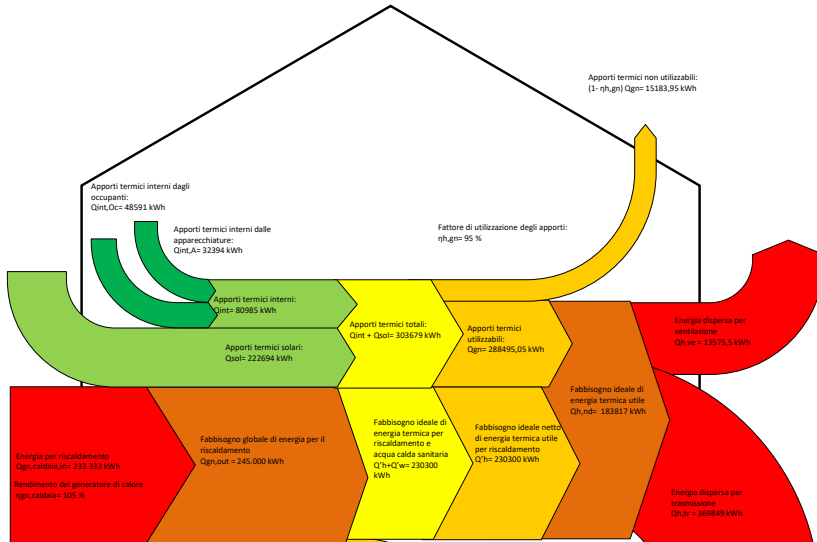 Apporti termici non utilizzabili:
(1- ηh,gn) Qgn= 15183,95 kWh
Apporti termici interni dagli
occupanti:
Qint,Oc= 48591 kWh
Apporti termici interni dalle
apparecchiature:
Qint,A= 32394 kWh
Fattore di utilizzazione degli apporti:
ηh,gn= 95 %
Apporti termici interni:
Qint= 80985 kWh
Apporti termici totali:
Qint + Qsol= 303679 kWh
Apporti termici
utilizzabili:
Qgn= 288495,05 kWh
Energia dispersa per
ventilazione
Qh,ve = 13575,5 kWh
Apporti termici solari:
Qsol= 222694 kWh
Fabbisogno ideale di
energia termica utile
Qh,nd= 183817 kWh
Fabbisogno globale di energia per il
riscaldamento
Qgn,out = 245.000 kWh
Fabbisogno ideale di
energia termica per
riscaldamento e
acqua calda sanitaria
Q'h+Q'w= 230300
kWh
Fabbisogno ideale netto
di energia termica utile
per riscaldamento
Q'h= 230300 kWh
Energia per riscaldamento
Qgn,caldaia,in= 233.333 kWh
Rendimento del generatore di calore
ηgn,caldaia= 105 %
Energia dispersa per
trasmissione
Qh,tr = 369849 kWh